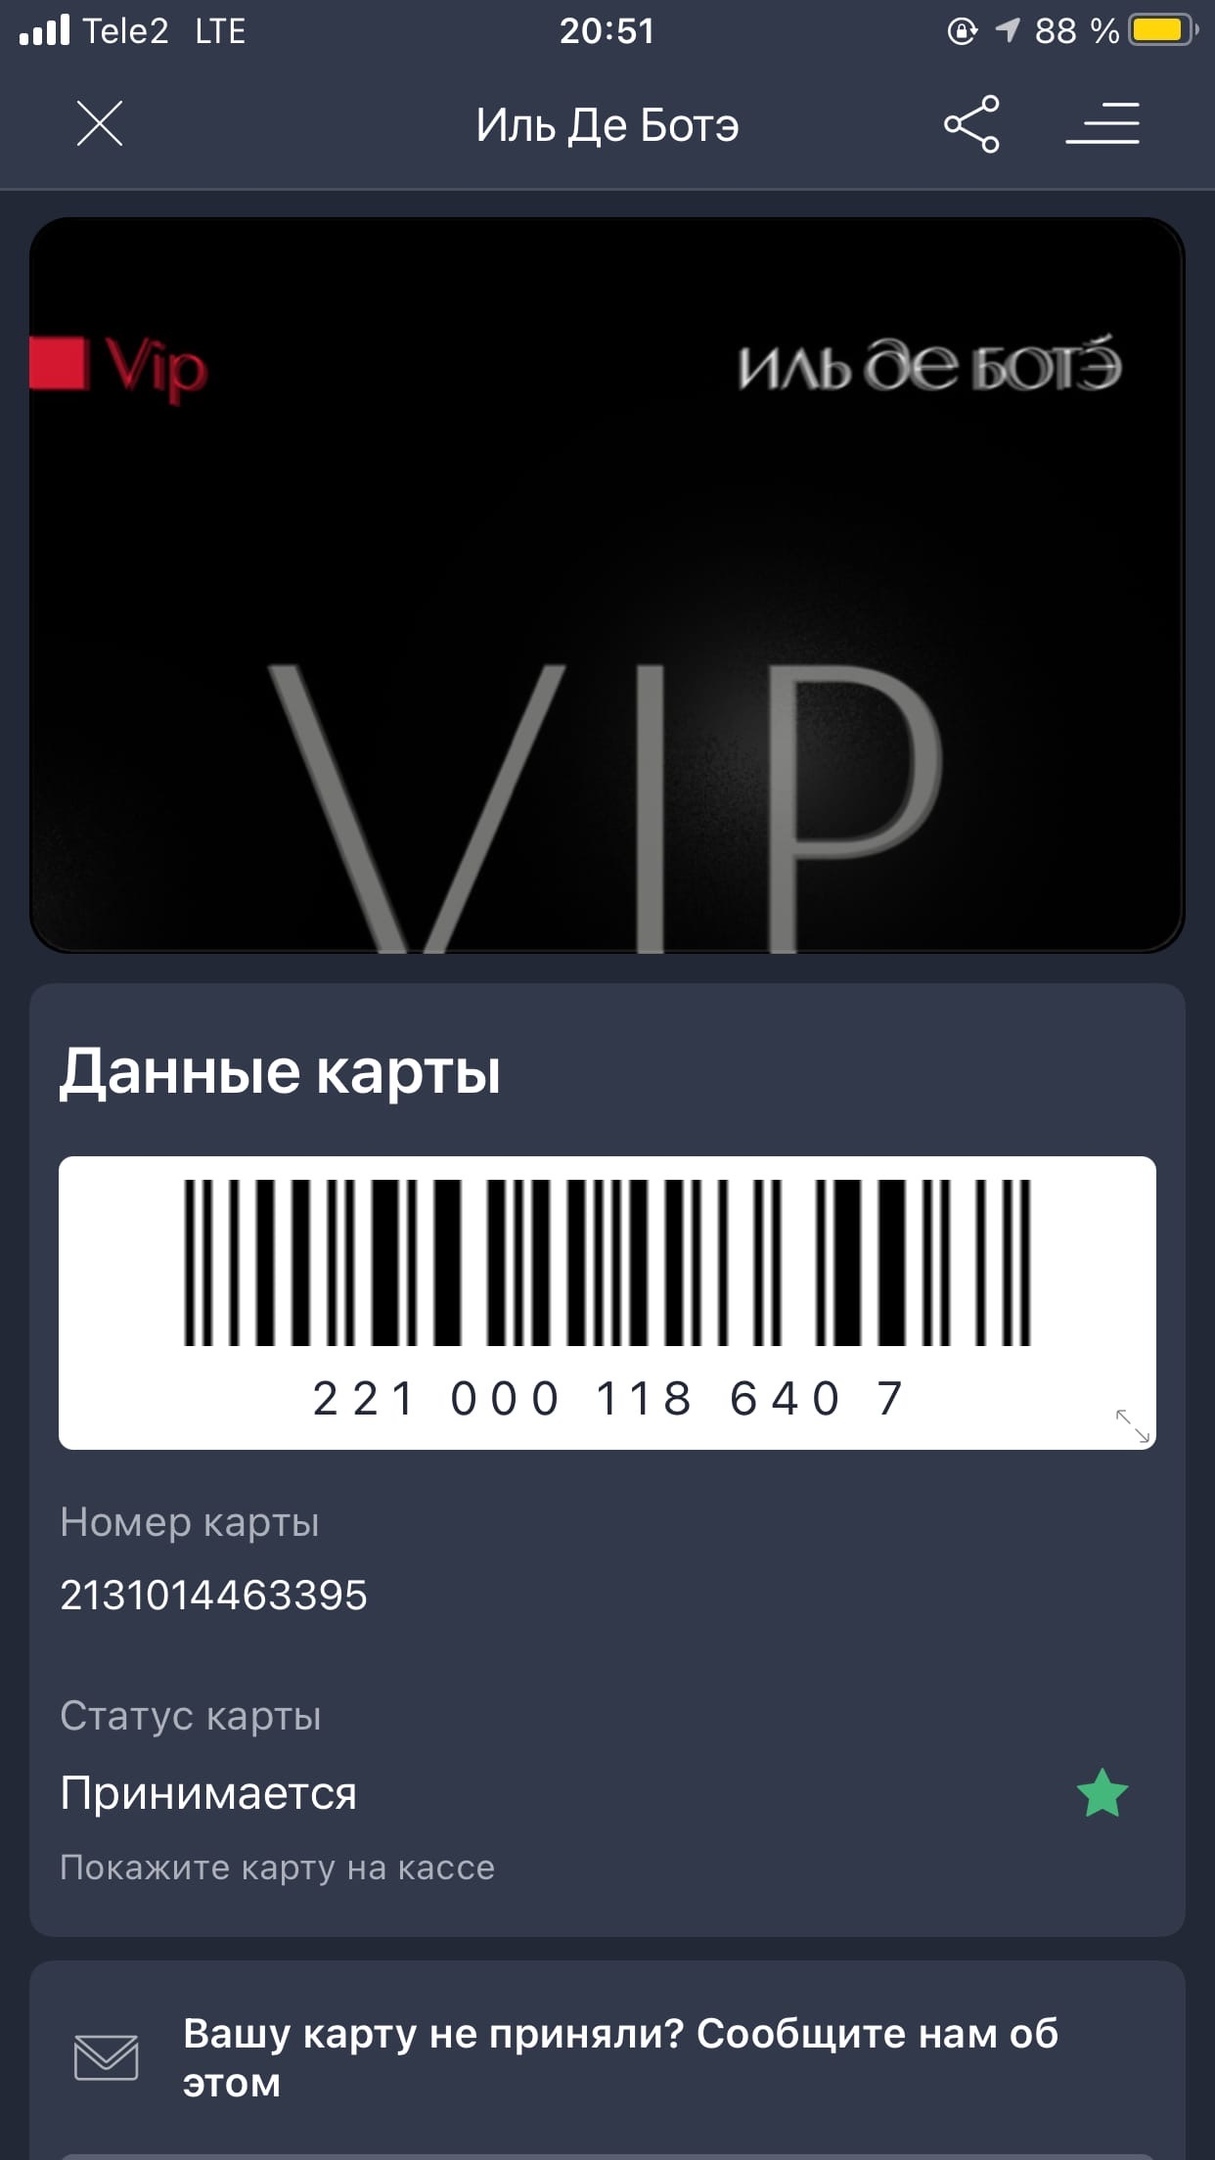 Tele2 LTE 20:51 88 %
Иль Де Ботэ
Vip иль де ботэ
VIP
Данные карты
221 000 118 640 7
Номер карты
2131014463395
Статус карты
Принимается
Покажите карту на кассе
Вашу карту не приняли? Сообщите нам об
этом